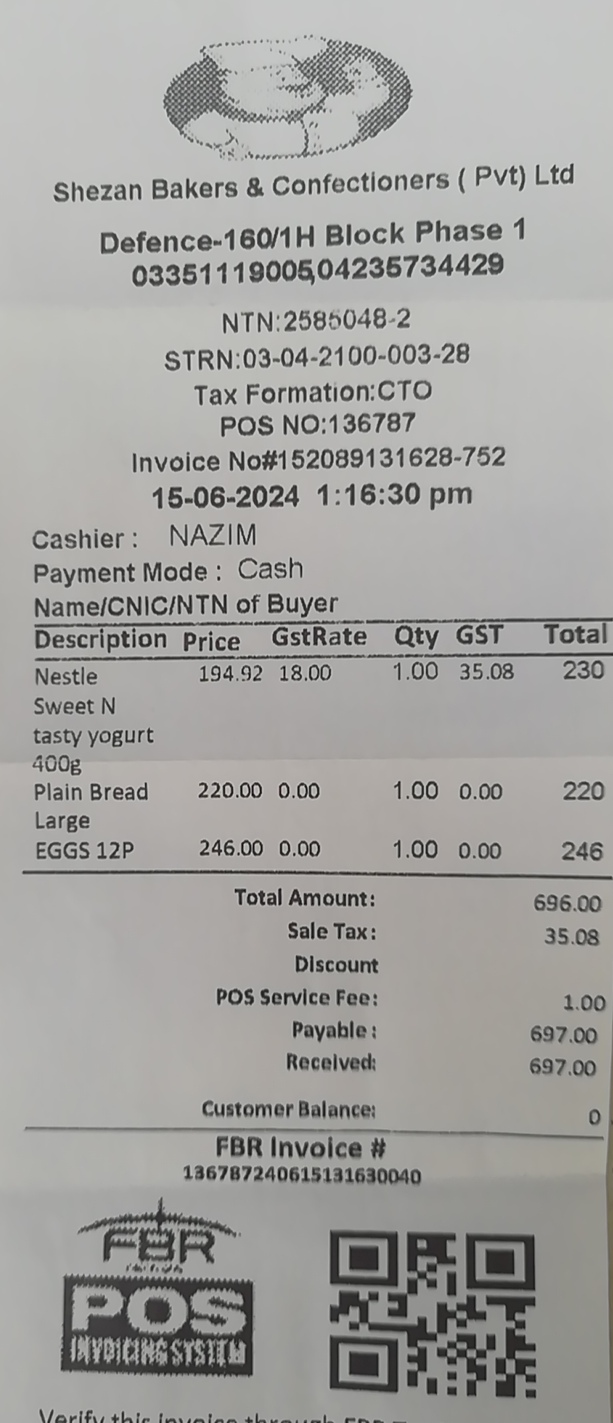 Shezan Bakers & Confectioners ( Pvt) Ltd
Defence-160/1H Block Phase 1
03351119005,04235734429
NTN:2585048-2
STRN:03-04-2100-003-28
Tax Formation:CTO
POS NO:136787
Invoice No#152089131628-752
15-06-2024 1:16:30 pm
Cashier : NAZIM
Payment Mode : Cash
Name/CNIC/NTN of Buyer
Description Price GstRate Qty GST Total
Nestle 194.92 18.00 1.00 35.08 230
Sweet N
tasty yogurt
400g
Plain Bread 220.00 0.00 1.00 0.00 220
Large
EGGS 12P 246.00 0.00 1.00 0.00 246
Total Amount: 696.00
Sale Tax: 35.08
Discount
POS Service Fee: 1.00
Payable : 697.00
Received: 697.00
Customer Balance: 0
FBR Invoice #
136787240615131630040
FBR
POS
INVOICING SYSTEM
Verify this invoice through FBR